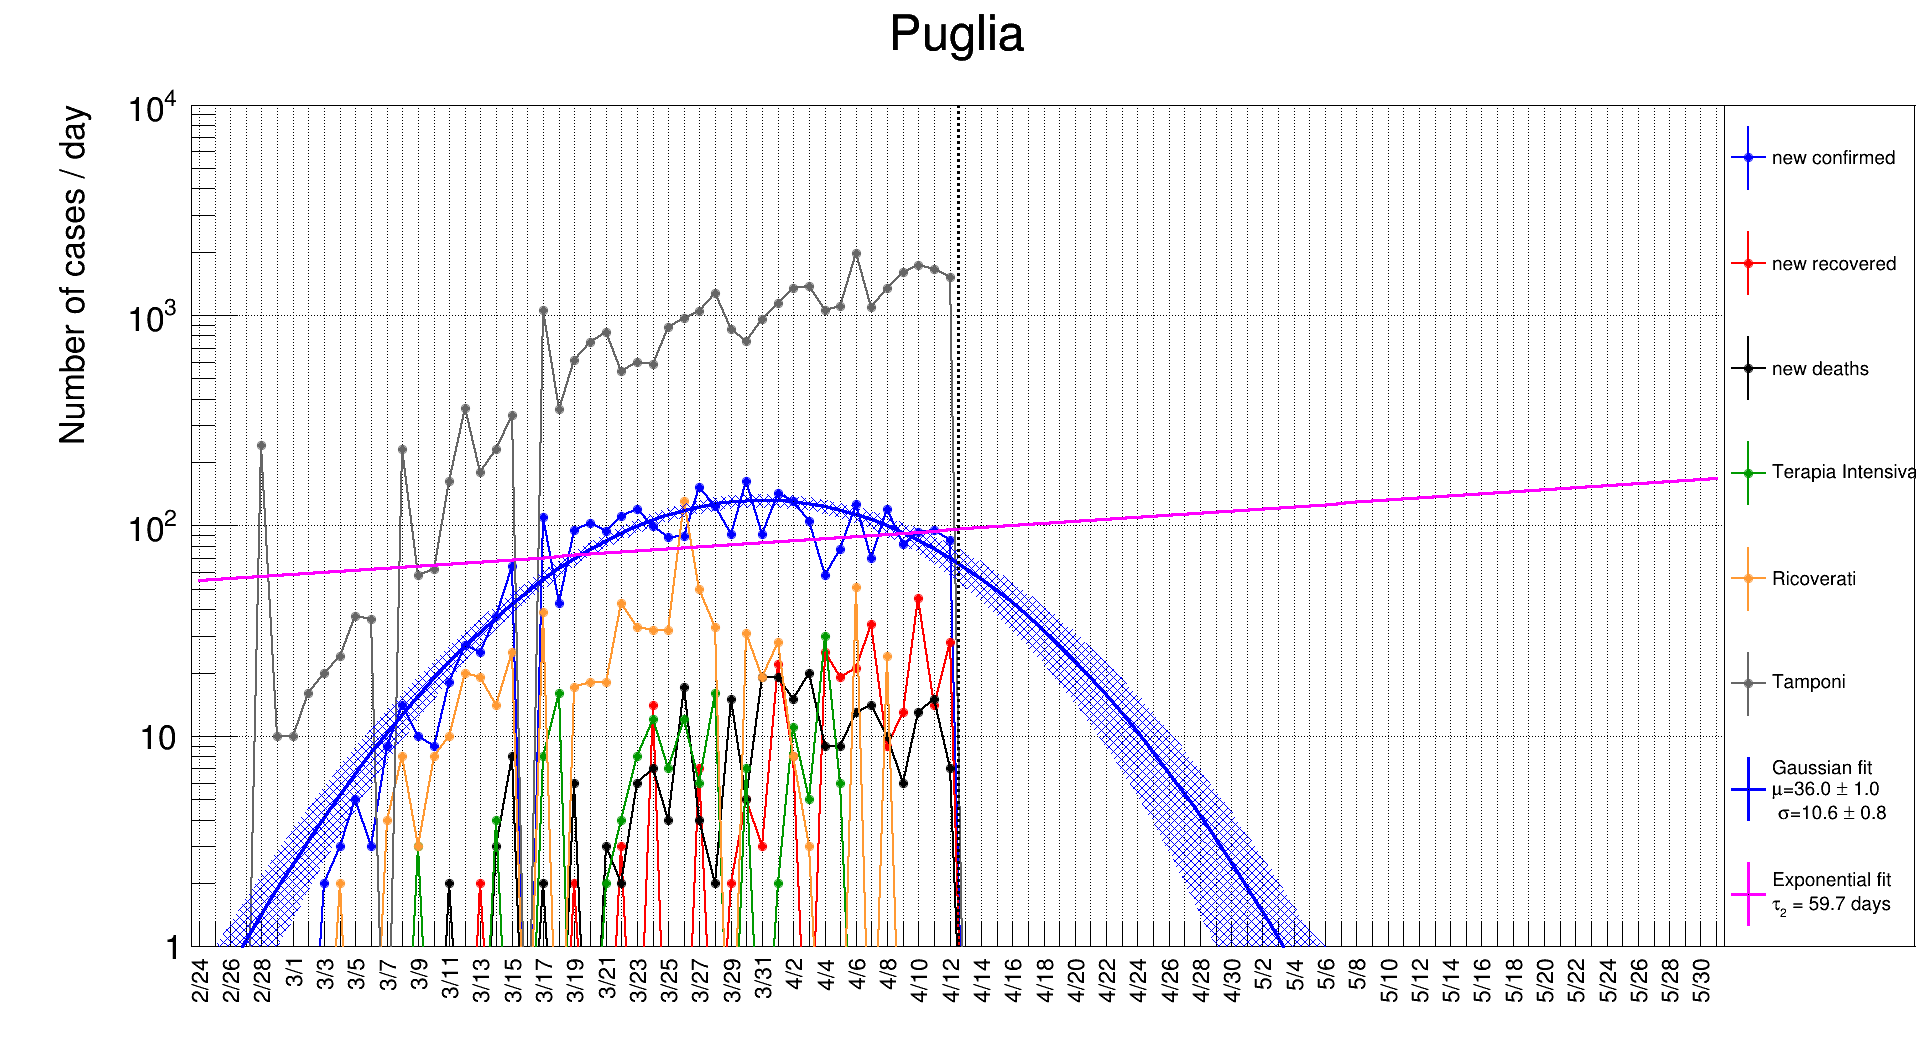 Puglia
Number of cases / day
10^4
10^3
10^2
10
1
2/24 2/26 2/28 3/1 3/3 3/5 3/7 3/9 3/11 3/13 3/15 3/17 3/19 3/21 3/23 3/25 3/27 3/29 3/31 4/2 4/4 4/6 4/8 4/10 4/12 4/14 4/16 4/18 4/20 4/22 4/24 4/26 4/28 4/30 5/2 5/4 5/6 5/8 5/10 5/12 5/14 5/16 5/18 5/20 5/22 5/24 5/26 5/28 5/30
new confirmed
new recovered
new deaths
Terapia Intensiva
Ricoverati
Tamponi
Gaussian fit
μ=36.0 ± 1.0
σ=10.6 ± 0.8
Exponential fit
τ_2 = 59.7 days